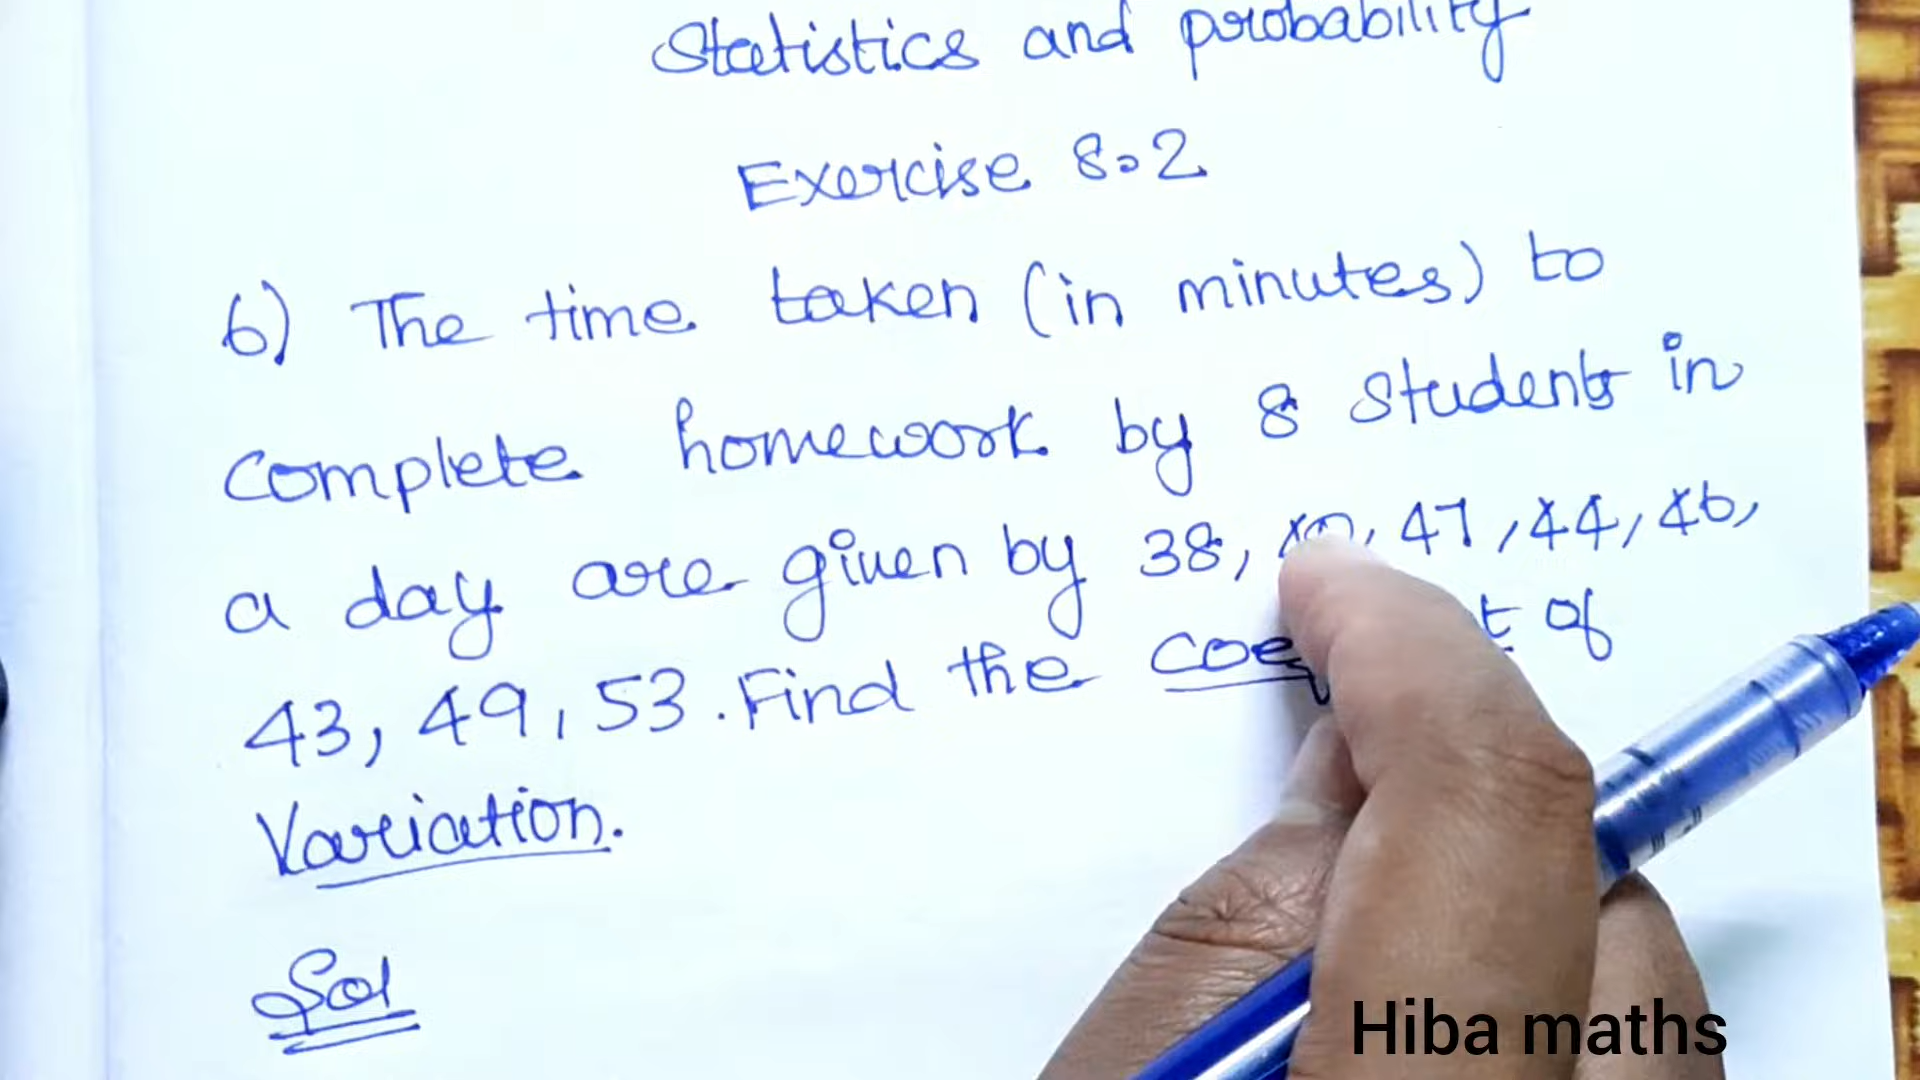 Statistics and probability
Exercise 8.2
6) The time taken (in minutes) to
Complete homework by 8 students in
a day are given by 38, 47, 44, 46,
43, 49, 53. Find the of
Variation.
Sol
Hiba maths